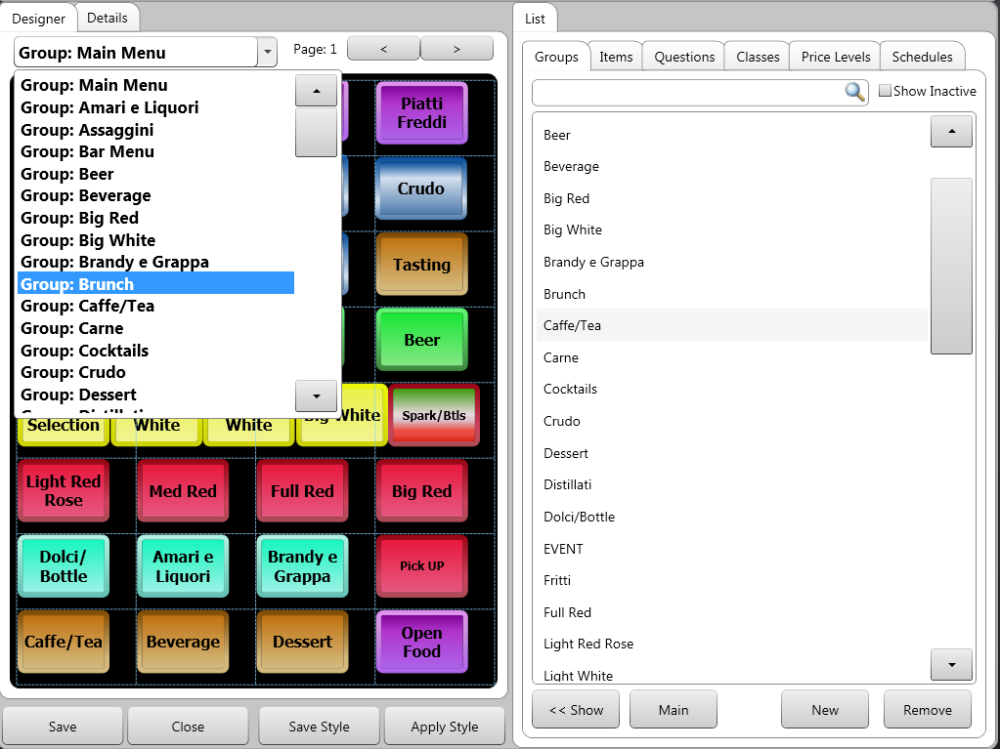 Designer
Details
Group: Main Menu
Page: 1
<
>
Group: Main Menu
Group: Amari e Liquori
Group: Assaggini
Group: Bar Menu
Group: Beer
Group: Beverage
Group: Big Red
Group: Big White
Group: Brandy e Grappa
Group: Brunch
Group: Caffe/Tea
Group: Carne
Group: Cocktails
Group: Crudo
Group: Dessert
Piatti
Freddi
Crudo
Tasting
Beer
Selection
White
White
White
Spark/Btls
Light Red
Rose
Med Red
Full Red
Big Red
Dolci/
Bottle
Amari e
Liquori
Brandy e
Grappa
Pick UP
Caffe/Tea
Beverage
Dessert
Open
Food
Save
Close
Save Style
Apply Style
List
Groups
Items
Questions
Classes
Price Levels
Schedules
Show Inactive
Beer
Beverage
Big Red
Big White
Brandy e Grappa
Brunch
Caffe/Tea
Carne
Cocktails
Crudo
Dessert
Distillati
Dolci/Bottle
EVENT
Fritti
Full Red
Light Red Rose
Light White
<< Show
Main
New
Remove